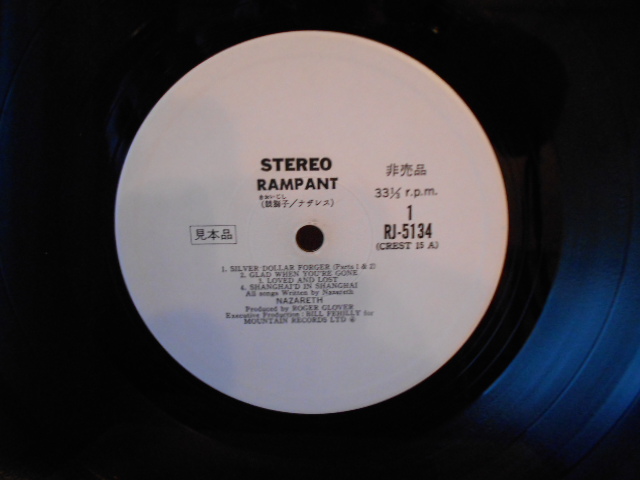 STEREO
RAMPANT
(競獅子/ナザレス)
見本品
非売品
33⅓ r.p.m.
1
RJ-5134
(CREST 15 A)
1. SILVER DOLLAR FORGER (Parts 1 & 2)
2. GLAD WHEN YOU'RE GONE
3. LOVED AND LOST
4. SHANGHAI'D IN SHANGHAI
All songs Written by Nazareth
NAZARETH
Produced by ROGER GLOVER
Executive Production : BILL FEHILLY for
MOUNTAIN RECORDS LTD